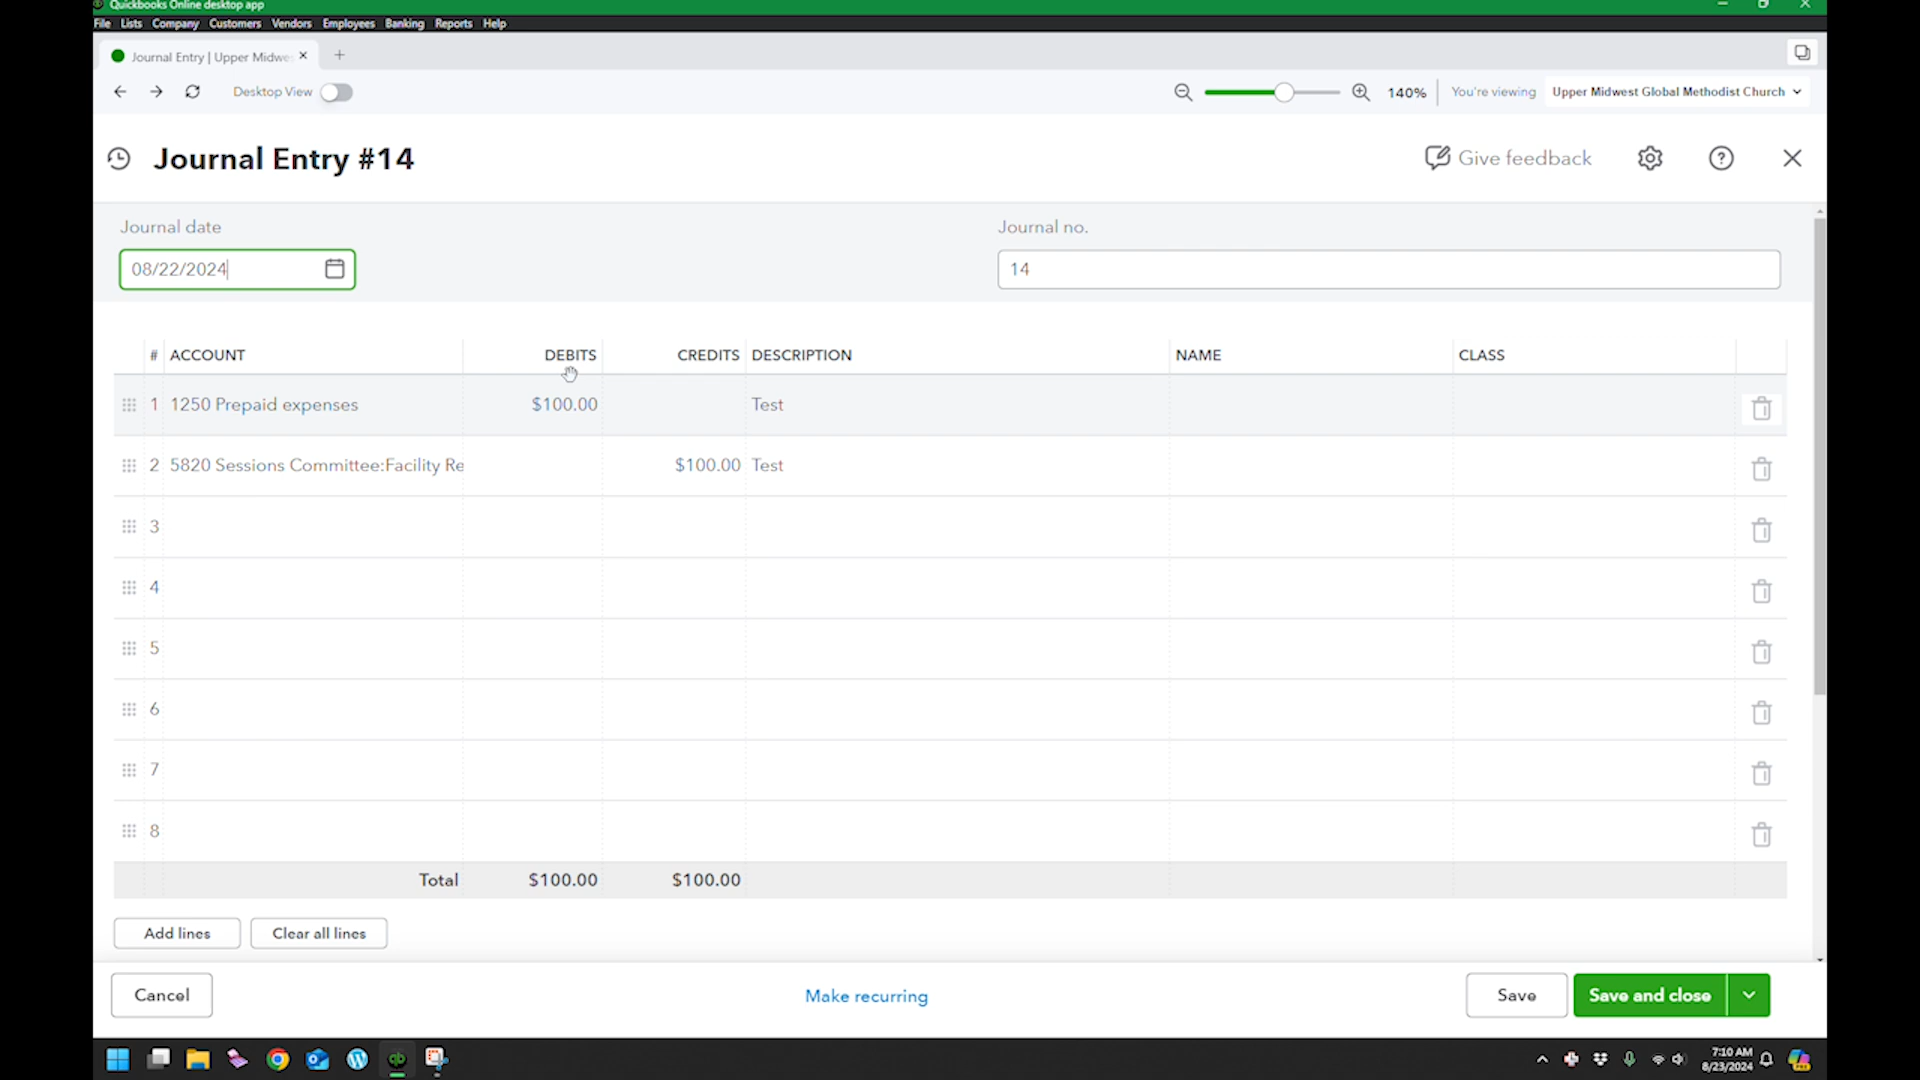 Quickbooks Online desktop app
File Lists Company Customers Vendors Employees Banking Reports Help
Journal Entry | Upper Midwe
Desktop View 140% You're viewing Upper Midwest Global Methodist Church
Journal Entry #14 Give feedback
Journal date Journal no.
08/22/2024 14
# ACCOUNT DEBITS CREDITS DESCRIPTION NAME CLASS
1 1250 Prepaid expenses $100.00 Test
2 5820 Sessions Committee:Facility Re $100.00 Test
3
4
5
6
7
8
Total $100.00 $100.00
Add lines Clear all lines
Cancel Make recurring Save Save and close
qb 7:10 AM
8/23/2024